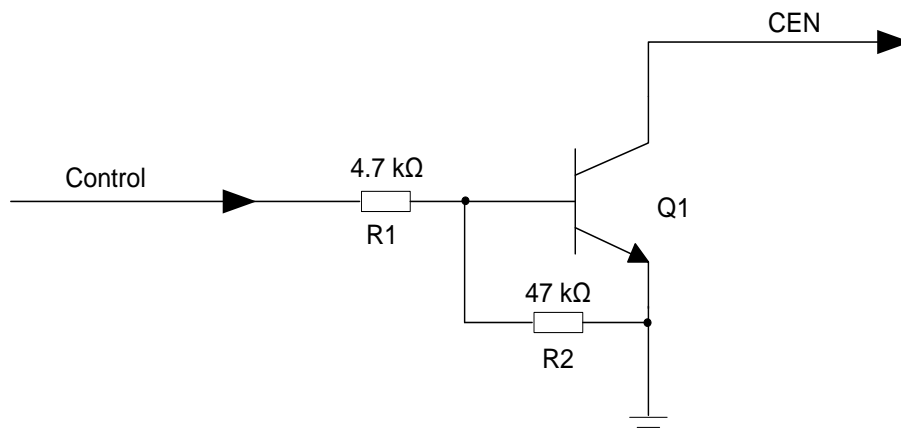 CEN
Control
4.7 kΩ
R1
Q1
47 kΩ
R2